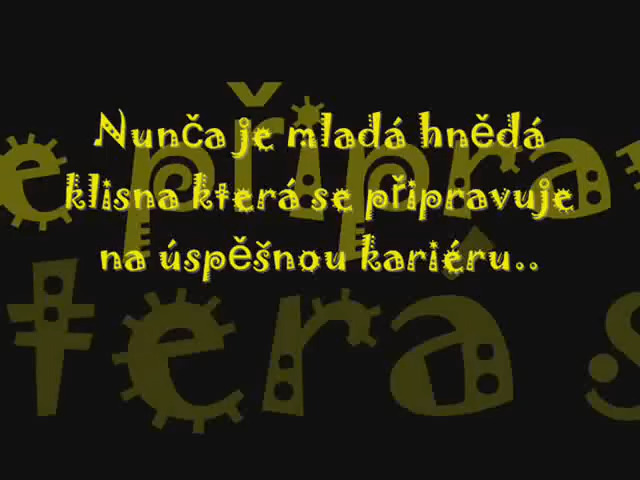 Nunča je mladá hnědá
klisna která se připravuje
na úspěšnou kariéru..